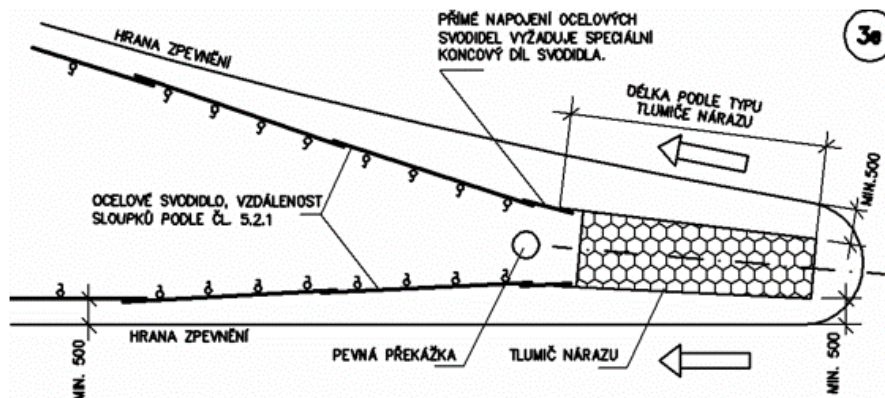 PŘÍMÉ NAPOJENÍ OCELOVÝCH
SVODIDEL VYŽADUJE SPECIÁLNÍ
KONCOVÝ DÍL SVODIDLA.
3e
HRANA ZPEVNĚNÍ
DÉLKA PODLE TYPU
TLUMIČE NÁRAZU
MIN.500
OCELOVÉ SVODIDLO, VZDÁLENOST
SLOUPKŮ PODLE ČL. 5.2.1
HRANA ZPEVNĚNÍ
PEVNÁ PŘEKÁŽKA
TLUMIČ NÁRAZU
MIN. 500
MIN. 500